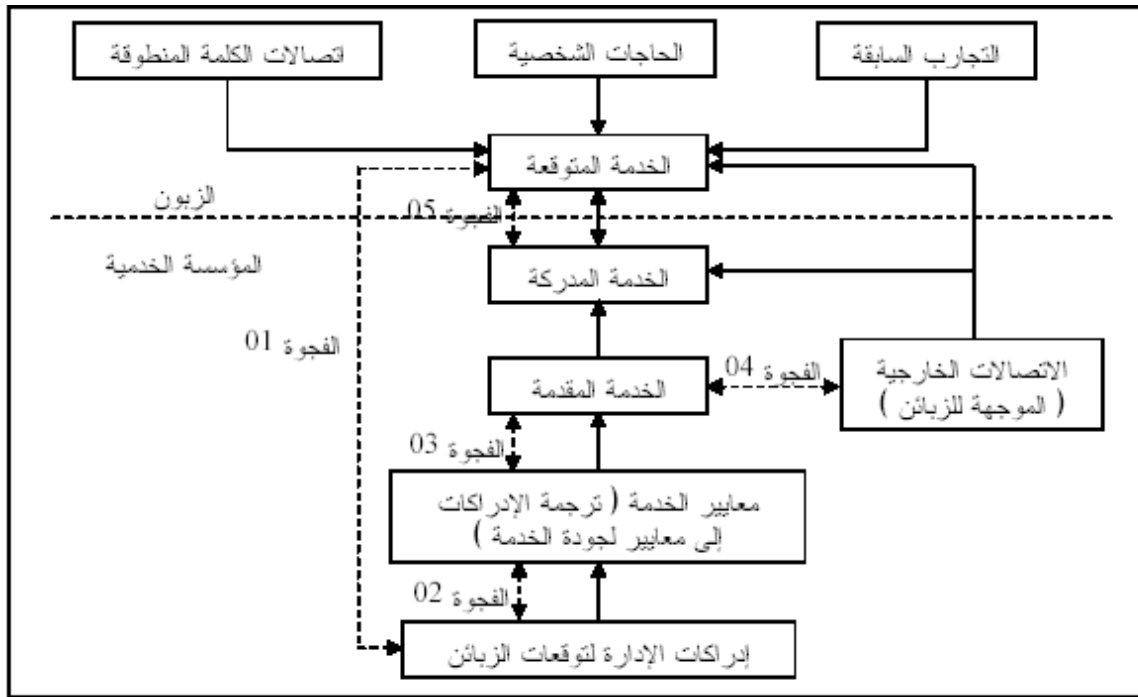 التجارب السابقة
الحاجات الشخصية
اتصالات الكلمة المنطوقة
الخدمة المتوقعة
الزبون
الفجوة 05
المؤسسة الخدمية
الخدمة المدركة
الفجوة 01
الاتصالات الخارجية
( الموجهة للزبائن )
الفجوة 04
الخدمة المقدمة
الفجوة 03
معايير الخدمة ( ترجمة الإدراكات
إلى معايير لجودة الخدمة )
الفجوة 02
إدراكات الإدارة لتوقعات الزبائن